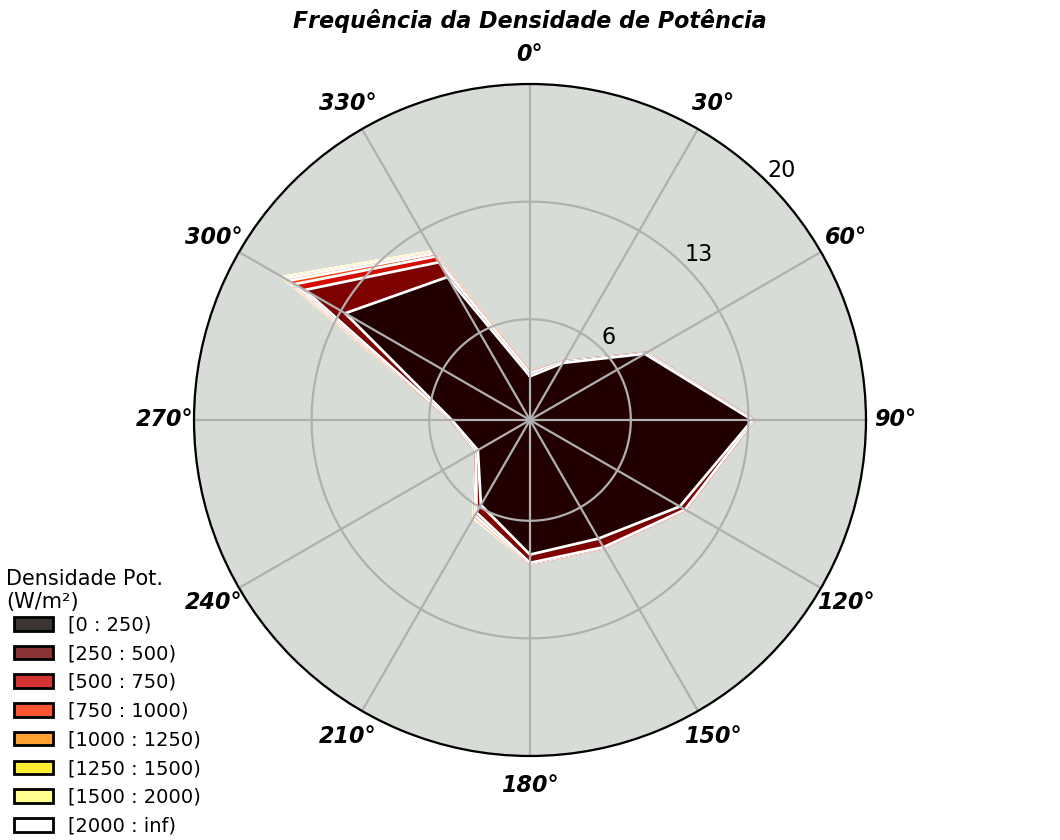 Frequência da Densidade de Potência
0°
330°
30°
20
300°
60°
13
6
270°
90°
240°
120°
210°
150°
180°
Densidade Pot.
(W/m²)
[0 : 250)
[250 : 500)
[500 : 750)
[750 : 1000)
[1000 : 1250)
[1250 : 1500)
[1500 : 2000)
[2000 : inf)